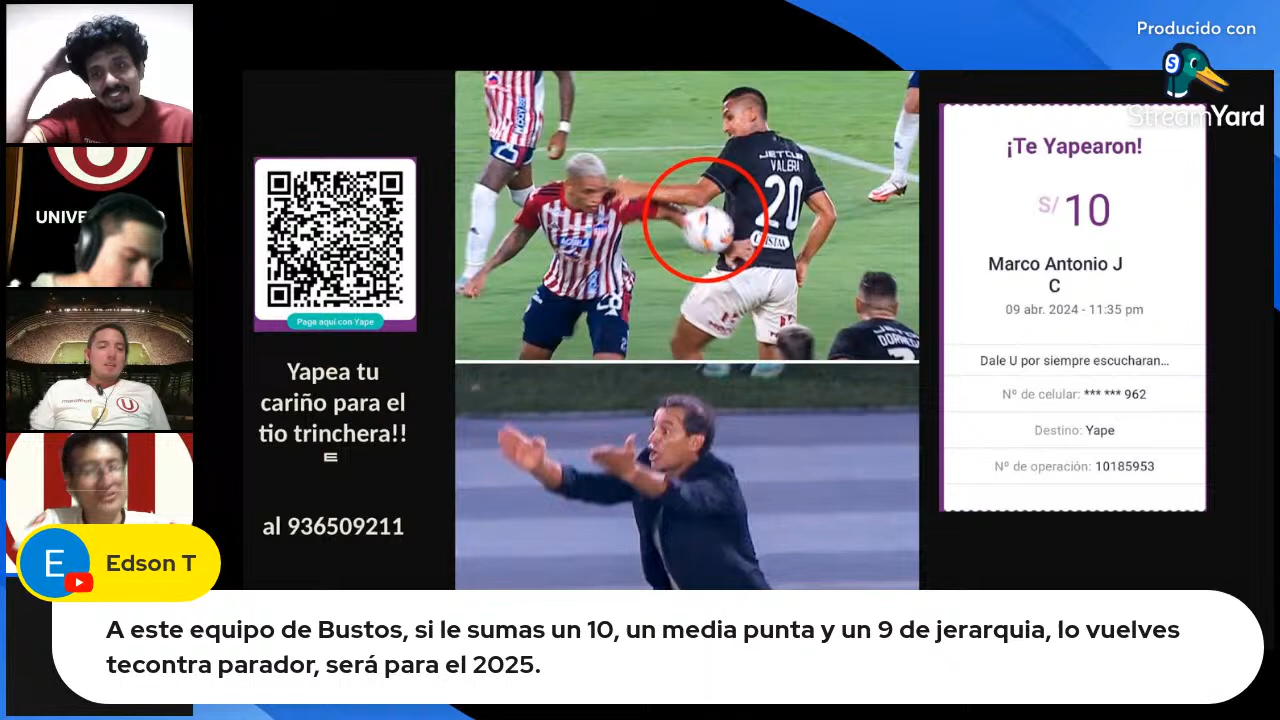 Producido con
StreamYard
UNIVE
Paga aquí con Yape
Yapea tu
cariño para el
tio trinchera!!
E
al 936509211
JETOUR
VALERA
20
¡Te Yapearon!
S/ 10
Marco Antonio J
C
09 abr. 2024 - 11:35 pm
Dale U por siempre escucharan...
Nº de celular: *** *** 962
Destino: Yape
Nº de operación: 10185953
E Edson T
A este equipo de Bustos, si le sumas un 10, un media punta y un 9 de jerarquia, lo vuelves
tecontra parador, será para el 2025.